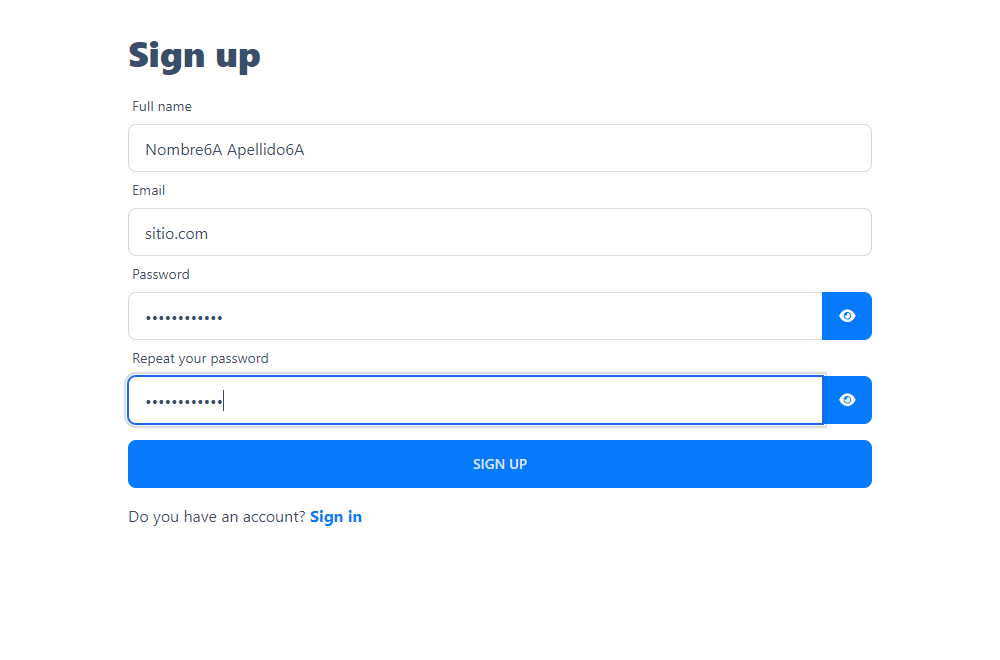 Sign up
Full name
Nombre6A Apellido6A
Email
sitio.com
Password
••••••••••••
Repeat your password
••••••••••••
SIGN UP
Do you have an account? Sign in